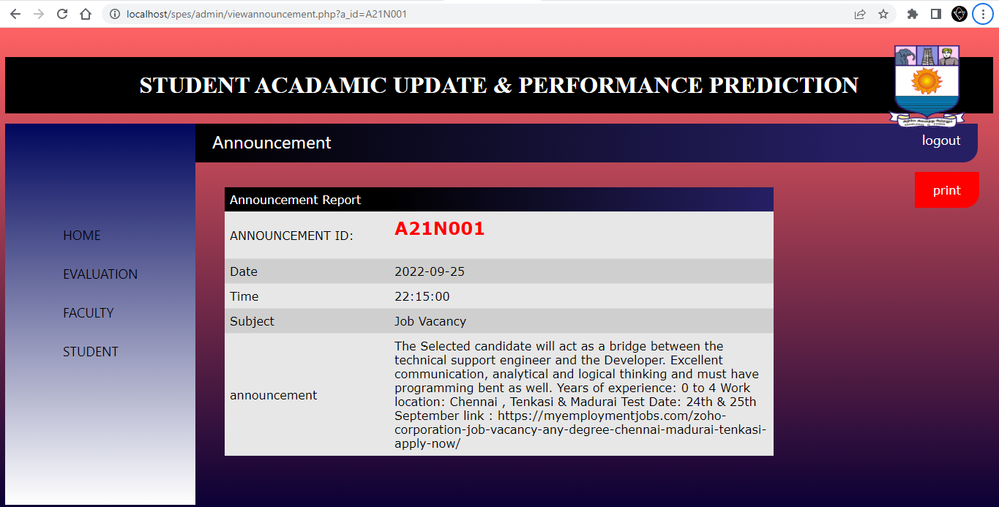 localhost/spes/admin/viewannouncement.php?a_id=A21N001
STUDENT ACADAMIC UPDATE & PERFORMANCE PREDICTION
Announcement
logout
print
HOME
EVALUATION
FACULTY
STUDENT
Announcement Report
ANNOUNCEMENT ID: A21N001
Date 2022-09-25
Time 22:15:00
Subject Job Vacancy
announcement
The Selected candidate will act as a bridge between the
technical support engineer and the Developer. Excellent
communication, analytical and logical thinking and must have
programming bent as well. Years of experience: 0 to 4 Work
location: Chennai , Tenkasi & Madurai Test Date: 24th & 25th
September link : https://myemploymentjobs.com/zoho-
corporation-job-vacancy-any-degree-chennai-madurai-tenkasi-
apply-now/